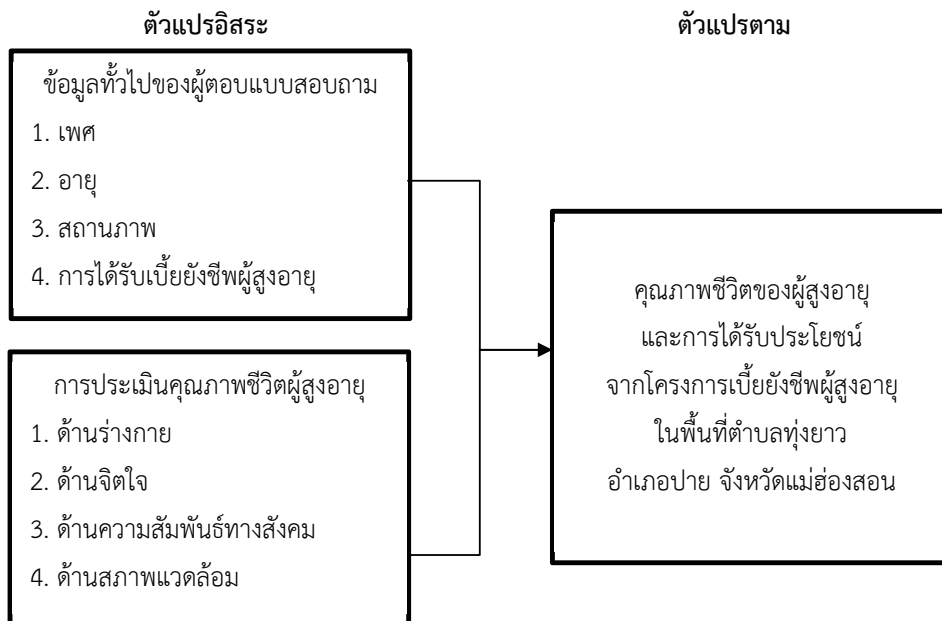 ตัวแปรอิสระ
ตัวแปรตาม
ข้อมูลทั้วไปของผู้ตอบแบบสอบถาม
1. เพศ
2. อายุ
3. สถานภาพ
4. การได้รับเบี้ยยังชีพผู้สูงอายุ
การประเมินคุณภาพชีวิตผู้สูงอายุ
1. ด้านร่างกาย
2. ด้านจิตใจ
3. ด้านความสัมพันธ์ทางสังคม
4. ด้านสภาพแวดล้อม
คุณภาพชีวิตของผู้สูงอายุ
และการได้รับประโยชน์
จากโครงการเบี้ยยังชีพผู้สูงอายุ
ในพื้นที่ตำบลทุ่งยาว
อำเภอปาย จังหวัดแม่ฮ่องสอน